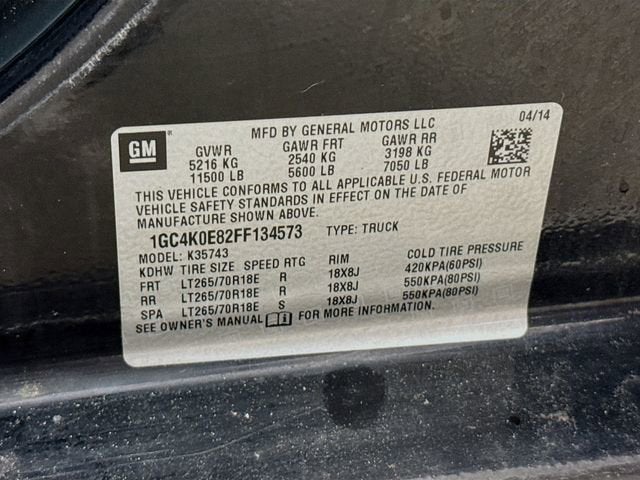 04/14
MFD BY GENERAL MOTORS LLC
GM
GVWR GAWR FRT GAWR RR
5216 KG 2540 KG 3198 KG
11500 LB 5600 LB 7050 LB
THIS VEHICLE CONFORMS TO ALL APPLICABLE U.S. FEDERAL MOTOR
VEHICLE SAFETY STANDARDS IN EFFECT ON THE DATE OF
MANUFACTURE SHOWN ABOVE.
1GC4K0E82FF134573 TYPE: TRUCK
MODEL: K35743
KDHW TIRE SIZE SPEED RTG RIM COLD TIRE PRESSURE
FRT LT265/70R18E R 18X8J 420KPA(60PSI)
RR LT265/70R18E R 18X8J 550KPA(80PSI)
SPA LT265/70R18E S 18X8J 550KPA(80PSI)
SEE OWNER'S MANUAL FOR MORE INFORMATION.